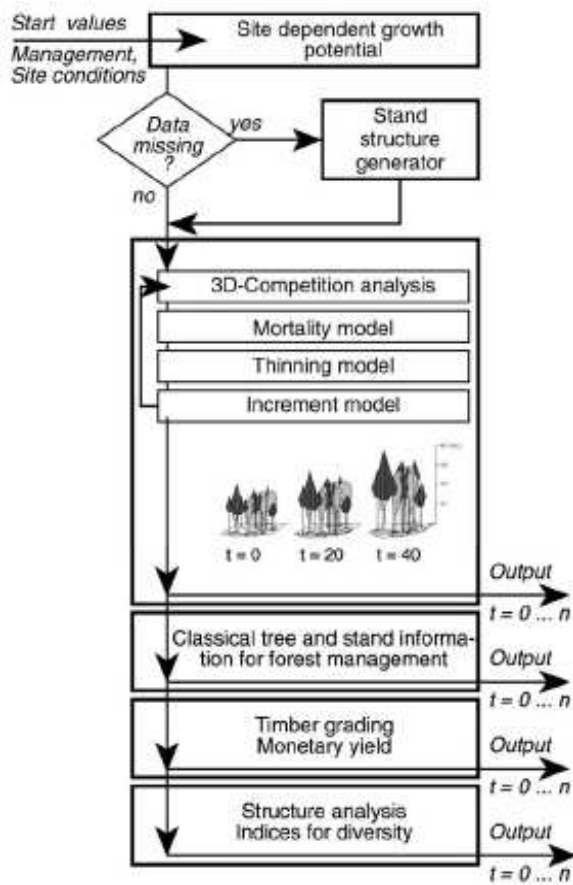 Start values
Management,
Site conditions
Site dependent growth
potential
Data
missing
?
yes
no
Stand
structure
generator
3D-Competition analysis
Mortality model
Thinning model
Increment model
t = 0
t = 20
t = 40
Output
t = 0 ... n
Classical tree and stand informa-
tion for forest management
Output
t = 0 ... n
Timber grading
Monetary yield
Output
t = 0 ... n
Structure analysis
Indices for diversity
Output
t = 0 ... n